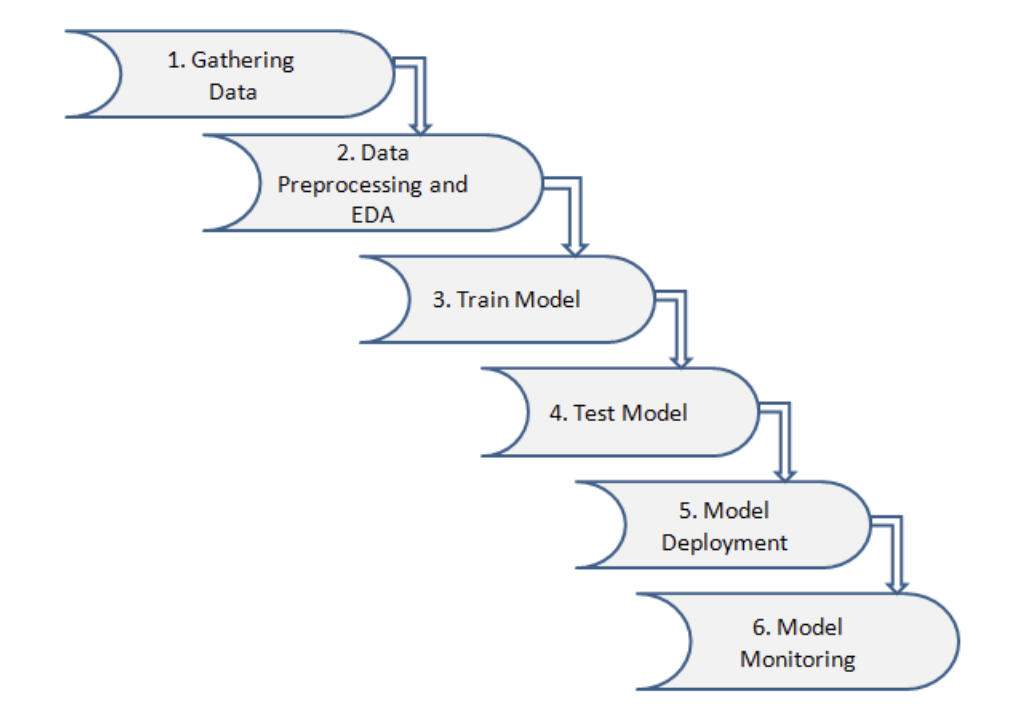 1. Gathering
Data
2. Data
Preprocessing and
EDA
3. Train Model
4. Test Model
5. Model
Deployment
6. Model
Monitoring